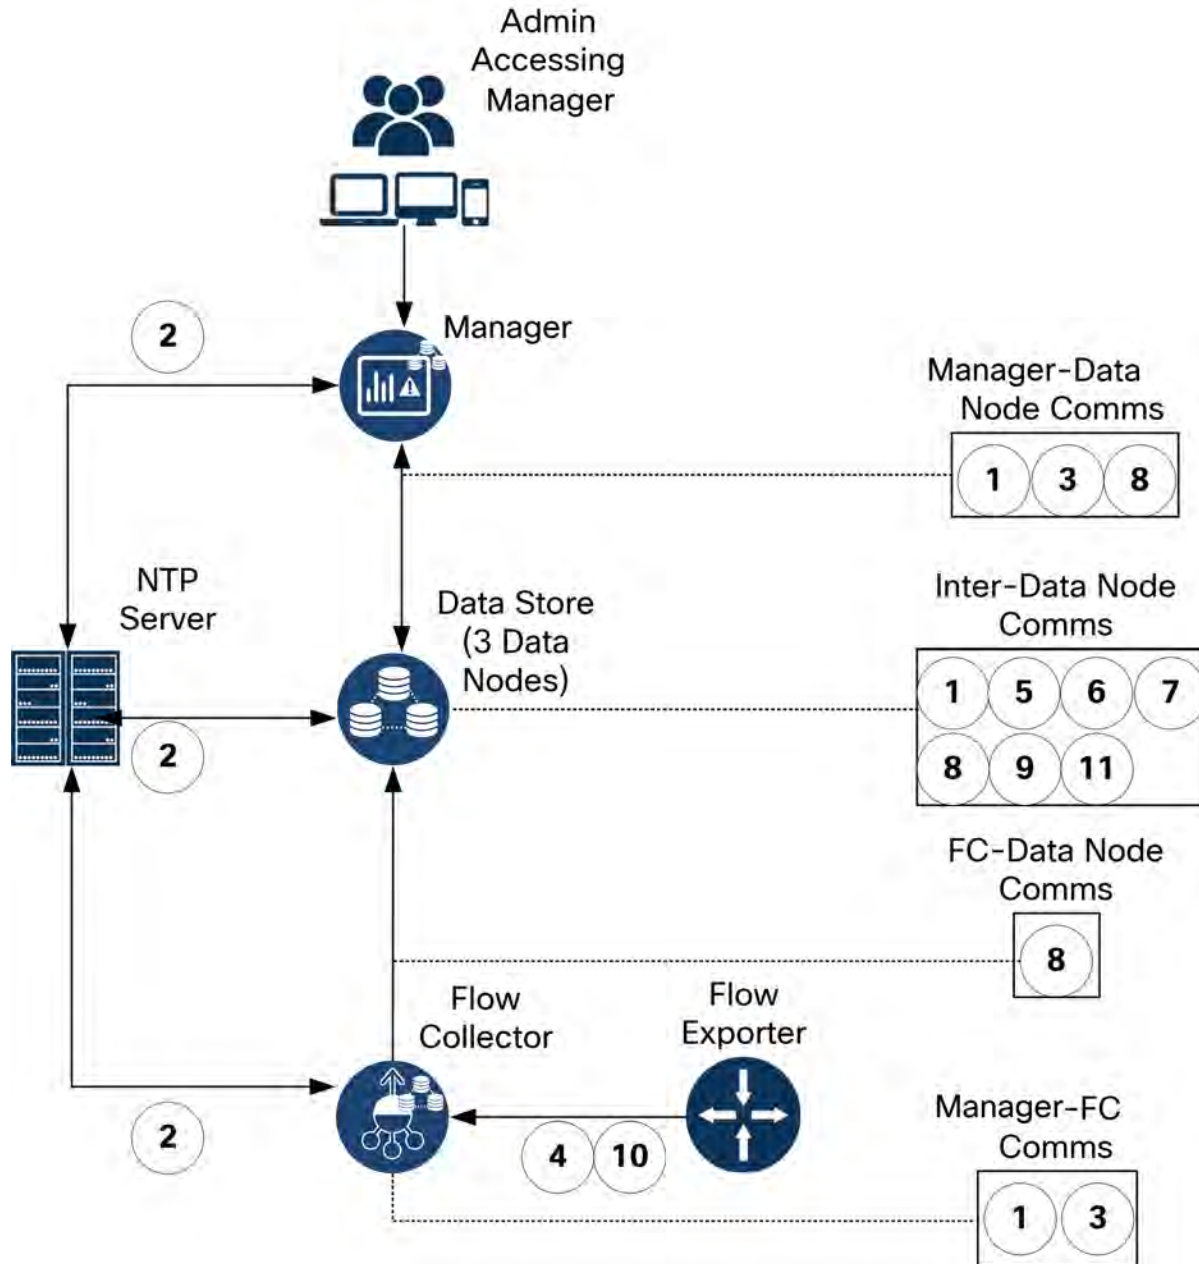 Admin
Accessing
Manager
2
Manager
Manager-Data
Node Comms
1 3 8
NTP
Server
Data Store
(3 Data
Nodes)
Inter-Data Node
Comms
1 5 6 7
8 9 11
2
FC-Data Node
Comms
8
Flow
Collector
Flow
Exporter
2
4 10
Manager-FC
Comms
1 3